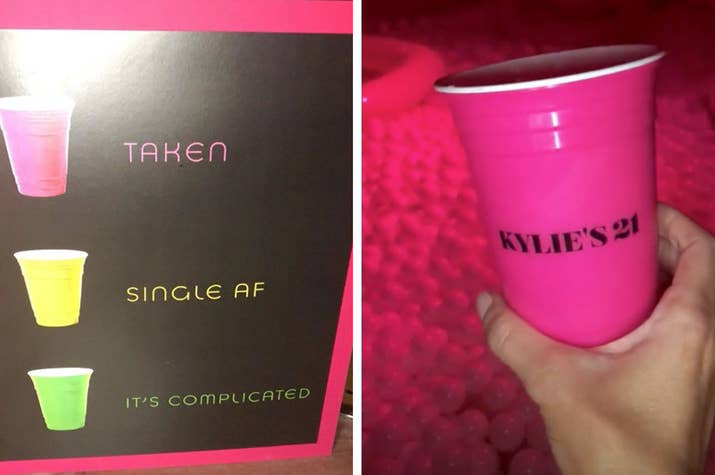 TAKEN
SINGLE AF
IT'S COMPLICATED
KYLIE'S 21